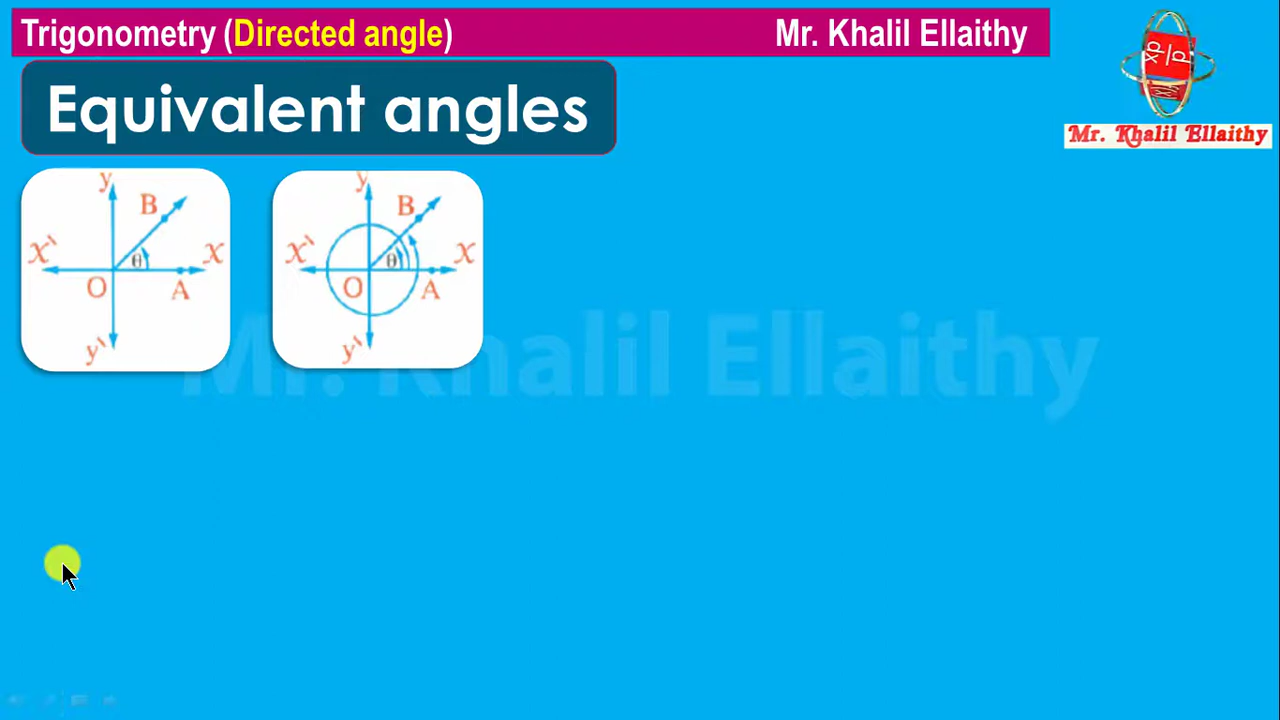 Trigonometry (Directed angle)
Mr. Khalil Ellaithy
Equivalent angles
Mr. Khalil Ellaithy
y
B
x`
θ
x
O
A
y`
y
B
x`
θ
x
O
A
y`
Mr. Khalil Ellaithy